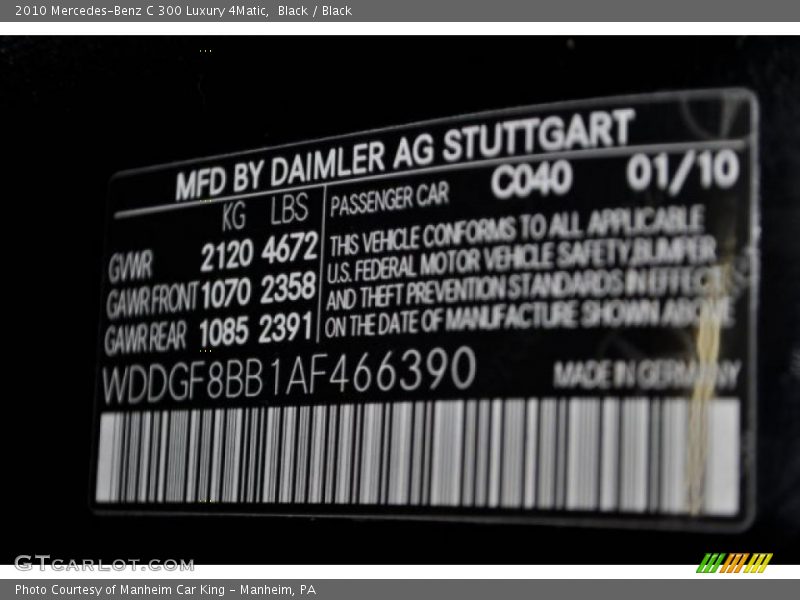 2010 Mercedes-Benz C 300 Luxury 4Matic, Black / Black
MFD BY DAIMLER AG STUTTGART
KG LBS PASSENGER CAR C040 01/10
GVWR 2120 4672
GAWR FRONT 1070 2358
GAWR REAR 1085 2391
THIS VEHICLE CONFORMS TO ALL APPLICABLE
U.S. FEDERAL MOTOR VEHICLE SAFETY, BUMPER
AND THEFT PREVENTION STANDARDS IN EFFECT
ON THE DATE OF MANUFACTURE SHOWN ABOVE
WDDGF8BB1AF466390
MADE IN GERMANY
GTCARLOT.COM
Photo Courtesy of Manheim Car King - Manheim, PA